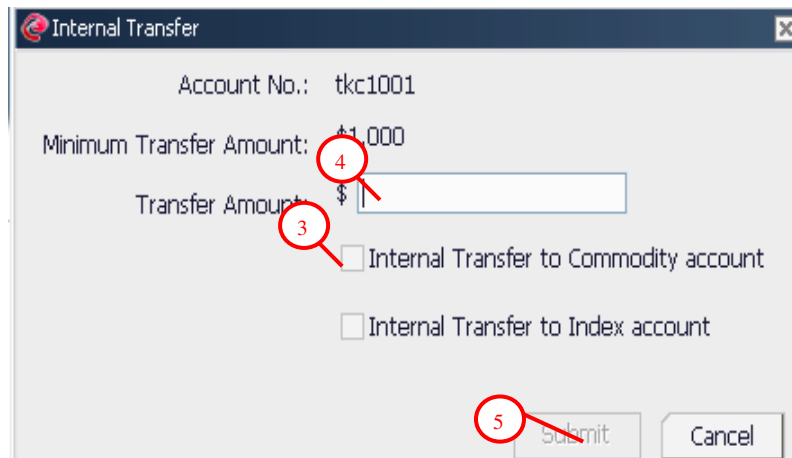 Internal Transfer
Account No.: tkc1001
Minimum Transfer Amount: $1,000
4
Transfer Amount: $
3
Internal Transfer to Commodity account
Internal Transfer to Index account
5
Submit Cancel